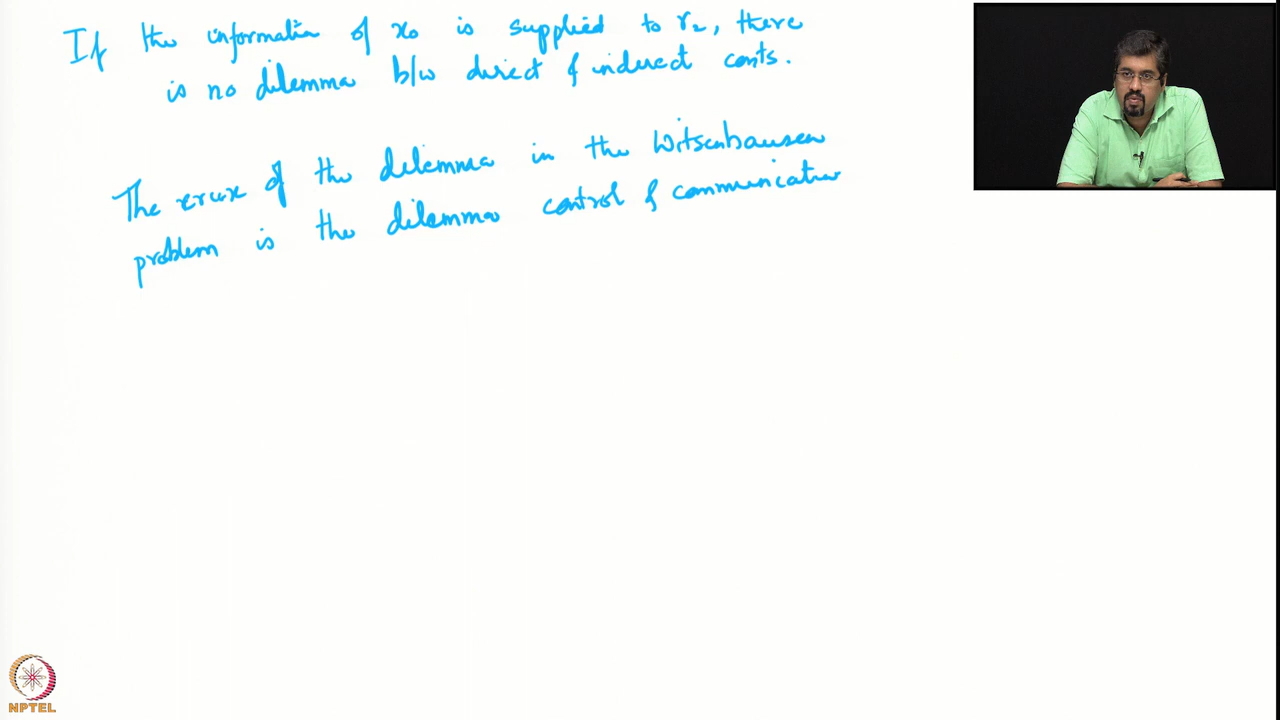 If the information of x₀ is supplied to γ₂, there
is no dilemma b/w direct & indirect costs.
The crux of the dilemma in the Witsenhausen
problem is the dilemma control & communication
NPTEL